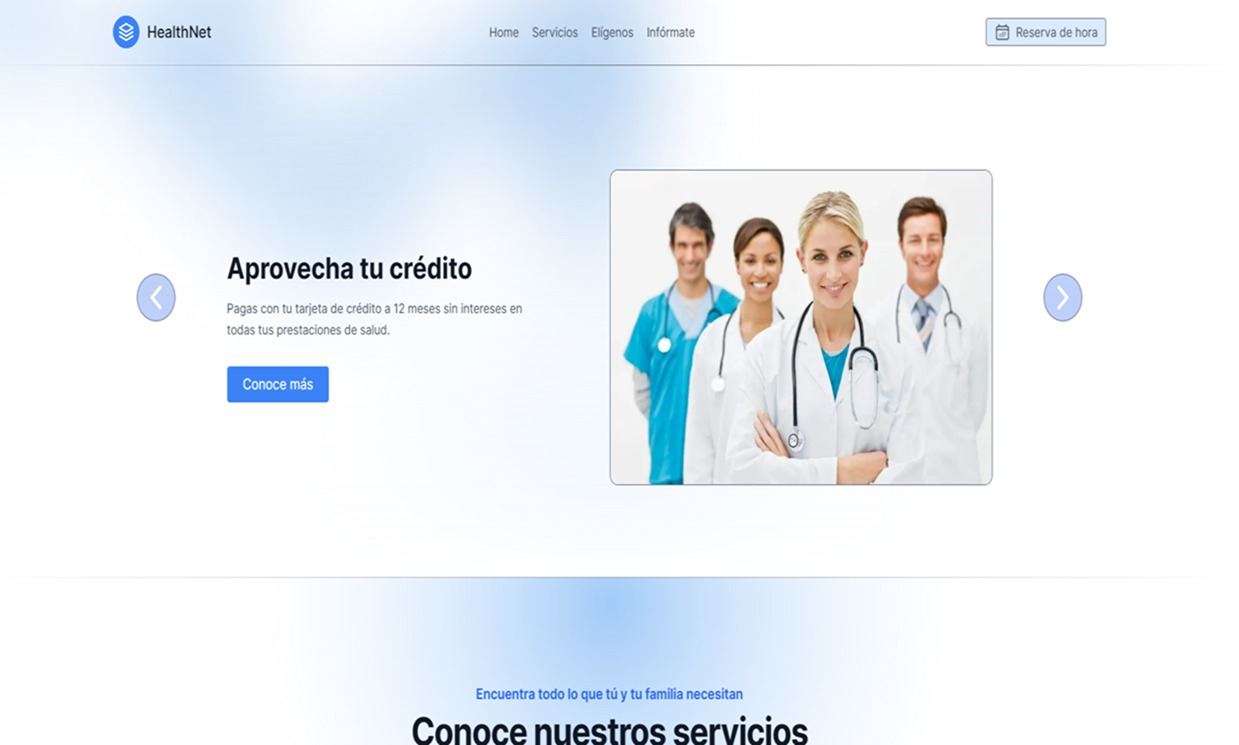 HealthNet
Home Servicios Elígenos Infórmate
Reserva de hora
Aprovecha tu crédito
Pagas con tu tarjeta de crédito a 12 meses sin intereses en
todas tus prestaciones de salud.
Conoce más
Encuentra todo lo que tú y tu familia necesitan
Conoce nuestros servicios